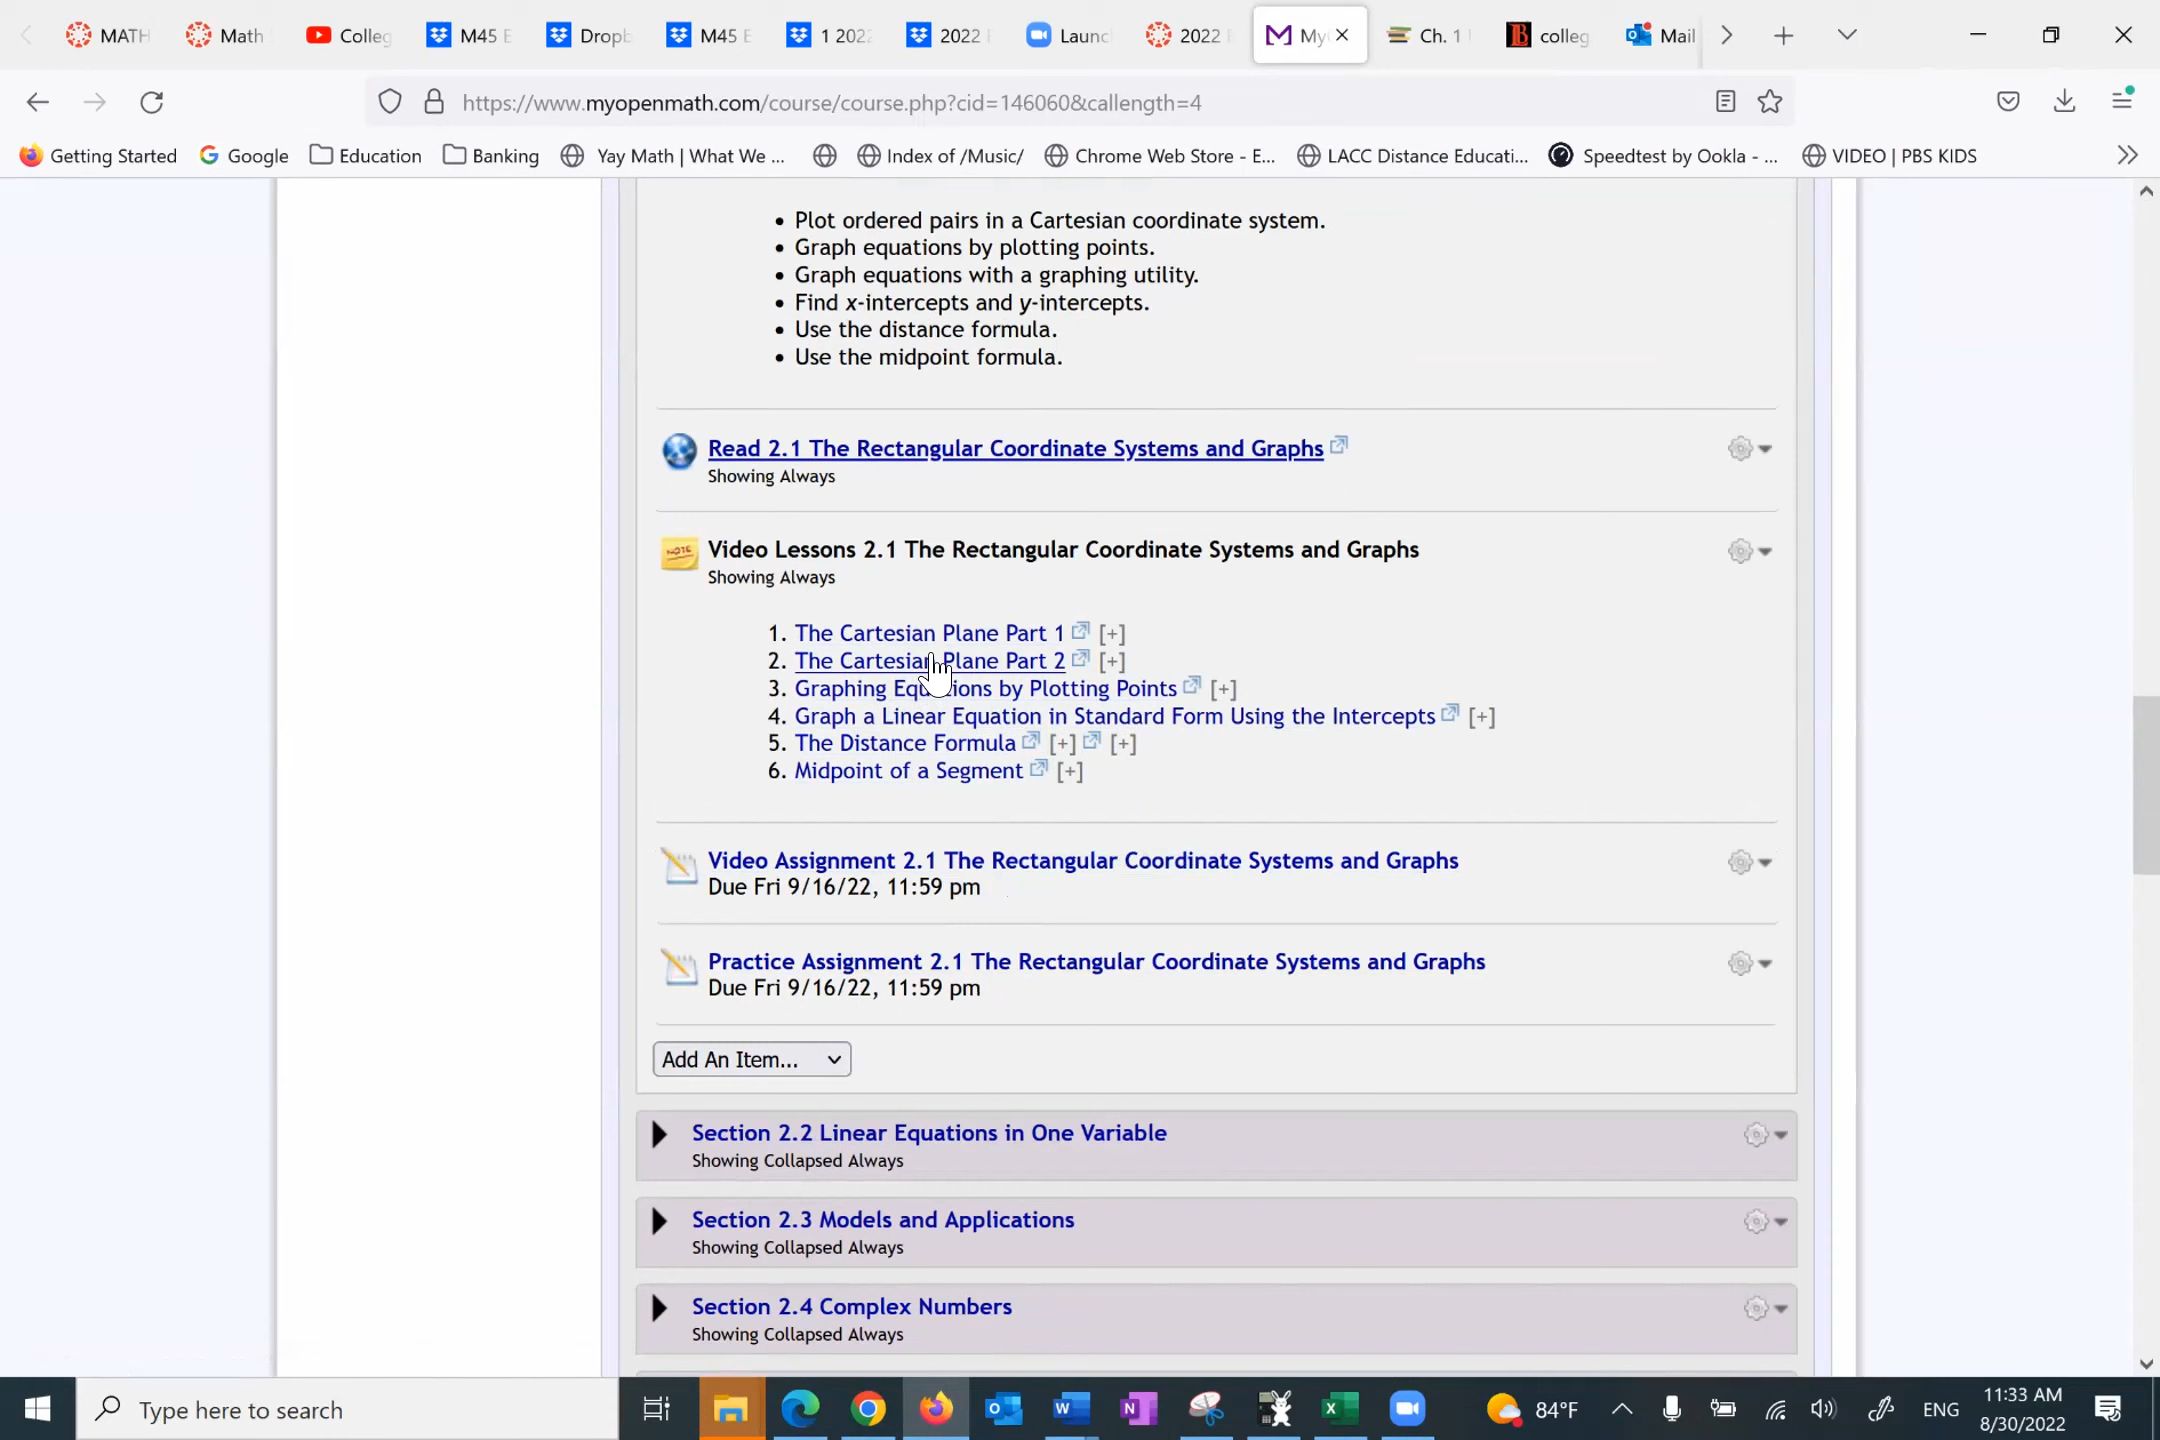 MATH
Math
Colleg
M45 E
Dropb
M45 E
1 2022
2022
Launc
2022
My
Ch. 1
colleg
Mail
https://www.myopenmath.com/course/course.php?cid=146060&callength=4
Getting Started
Google
Education
Banking
Yay Math | What We ...
Index of /Music/
Chrome Web Store - E...
LACC Distance Educati...
Speedtest by Ookla - ...
VIDEO | PBS KIDS
• Plot ordered pairs in a Cartesian coordinate system.
• Graph equations by plotting points.
• Graph equations with a graphing utility.
• Find x-intercepts and y-intercepts.
• Use the distance formula.
• Use the midpoint formula.
Read 2.1 The Rectangular Coordinate Systems and Graphs
Showing Always
NOTE
Video Lessons 2.1 The Rectangular Coordinate Systems and Graphs
Showing Always
1. The Cartesian Plane Part 1 [+]
2. The Cartesian Plane Part 2 [+]
3. Graphing Equations by Plotting Points [+]
4. Graph a Linear Equation in Standard Form Using the Intercepts [+]
5. The Distance Formula [+] [+]
6. Midpoint of a Segment [+]
Video Assignment 2.1 The Rectangular Coordinate Systems and Graphs
Due Fri 9/16/22, 11:59 pm
Practice Assignment 2.1 The Rectangular Coordinate Systems and Graphs
Due Fri 9/16/22, 11:59 pm
Add An Item...
Section 2.2 Linear Equations in One Variable
Showing Collapsed Always
Section 2.3 Models and Applications
Showing Collapsed Always
Section 2.4 Complex Numbers
Showing Collapsed Always
Type here to search
84°F
ENG
11:33 AM
8/30/2022